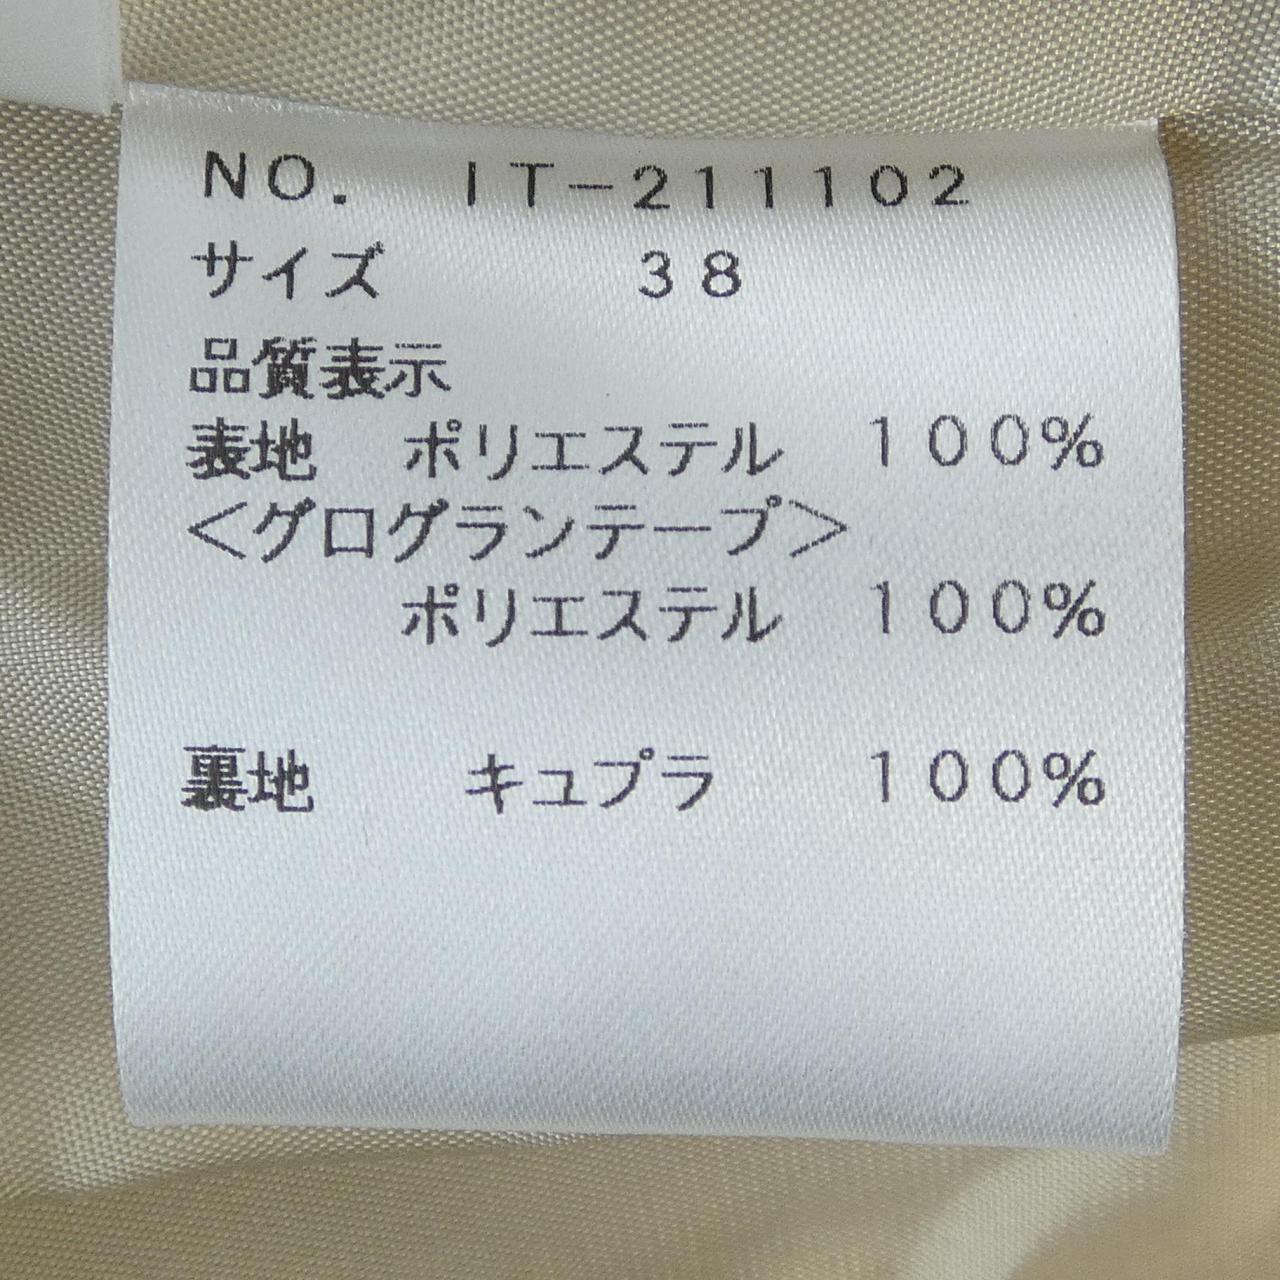 NO. IT-211102
サイズ 38
品質表示
表地 ポリエステル 100%
<グログランテープ>
ポリエステル 100%
裏地 キュプラ 100%